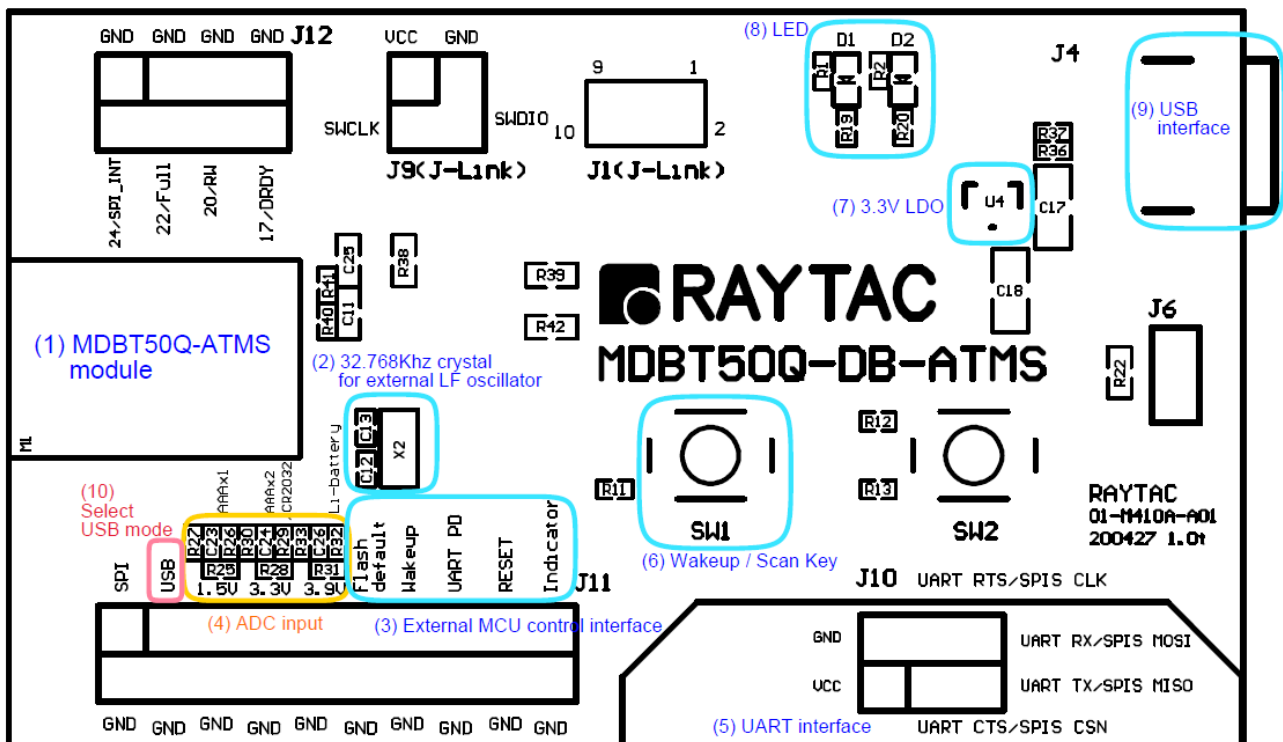 GND GND GND GND J12
VCC GND
(8) LED
D1 D2
J4
R1 R2
9 1
SWCLK
SWDIO
10 2
R19 R20
(9) USB
interface
R37
R36
J9(J-Link)
J1(J-Link)
24/SPI_INT
22/Full
20/RW
17/DRDY
(7) 3.3V LDO
U4
C17
C25
R38
R41
R39
C18
R40
C11
R42
RAYTAC
J6
(1) MDBT50Q-ATMS
module
(2) 32.768Khz crystal
for external LF oscillator
MDBT50Q-DB-ATMS
R22
ML
C13
C12
X2
R12
R11
R13
SW1
SW2
RAYTAC
01-M410A-A01
200427 1.0t
(10)
Select
USB mode
AAAx1
AAAx2
/CR2032
Li-battery
R27 C23 R26 R30 C24 R29 R33 C26 R32
R25 R28 R31
SPI
USB
1.5V 3.3V 3.9V
Flash
default
Wakeup
UART PD
RESET
Indicator
J11
(6) Wakeup / Scan Key
(4) ADC input
(3) External MCU control interface
J10 UART RTS/SPIS CLK
GND
UART RX/SPIS MOSI
VCC
UART TX/SPIS MISO
(5) UART interface
UART CTS/SPIS CSN
GND GND GND GND GND GND GND GND GND GND